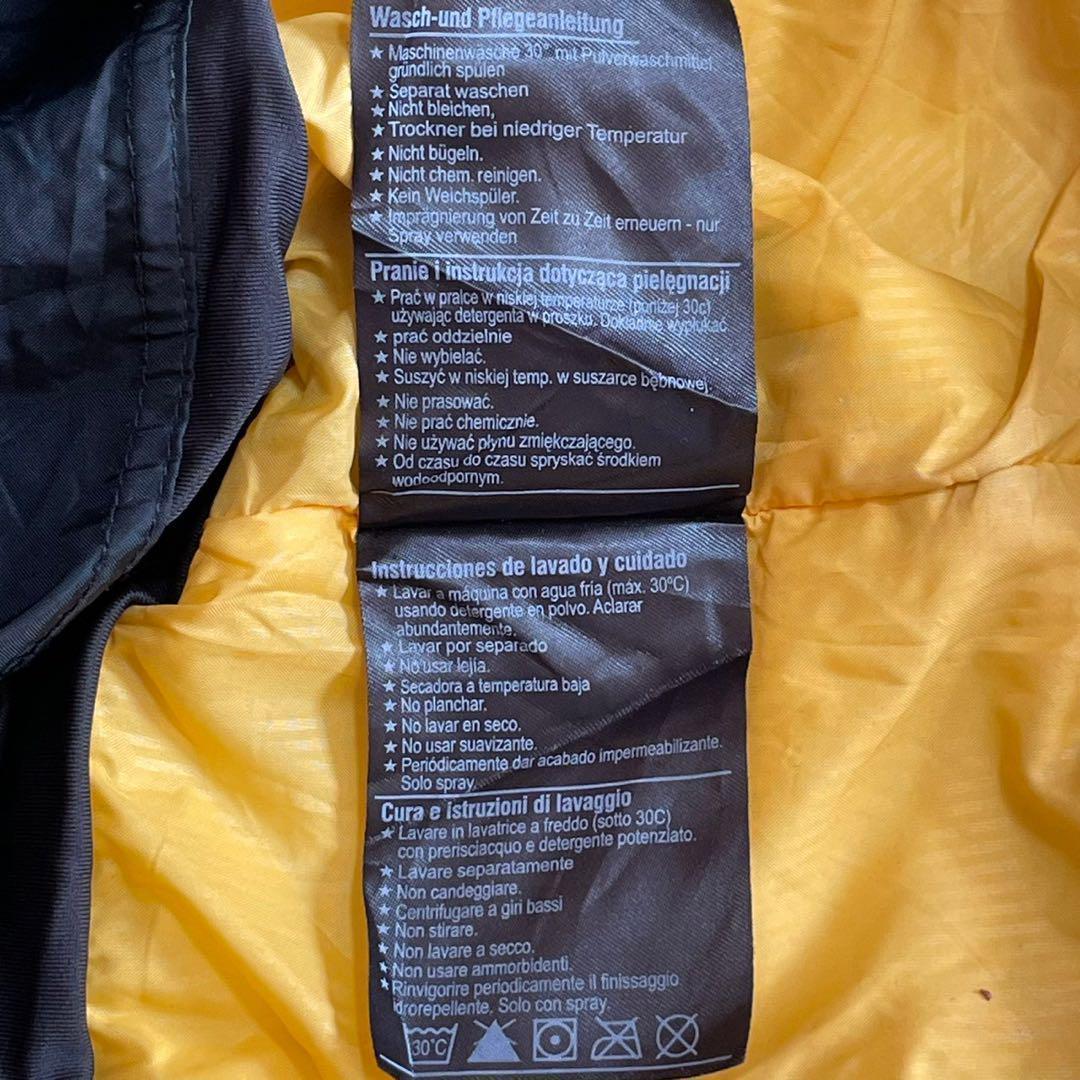 Wasch-und Pflegeanleitung
★ Maschinenwäsche 30° mit Pulverwaschmittel
gründlich spülen
★ Separat waschen
★ Nicht bleichen,
★ Trockner bei niedriger Temperatur
★ Nicht bügeln.
★ Nicht chem. reinigen.
★ Kein Weichspüler.
★ Imprägnierung von Zeit zu Zeit erneuern - nur
Spray verwenden
Pranie i instrukcja dotycząca pielęgnacji
★ Prać w pralce w niskiej temperaturze (poniżej 30c)
używając detergenta w proszku. Dokładnie wypłukać
★ prać oddzielnie
★ Nie wybielać.
★ Suszyć w niskiej temp. w suszarce bębnowej.
★ Nie prasować.
★ Nie prać chemicznie.
★ Nie używać płynu zmiękczającego.
★ Od czasu do czasu spryskać środkiem
wodoodpornym.
Instrucciones de lavado y cuidado
★ Lavar a máquina con agua fria (máx. 30°C)
usando detergente en polvo. Aclarar
abundantemente.
★ Lavar por separado
★ No usar lejia.
★ Secadora a temperatura baja
★ No planchar.
★ No lavar en seco.
★ No usar suavizante.
★ Periódicamente dar acabado impermeabilizante.
Solo spray.
Cura e istruzioni di lavaggio
★ Lavare in lavatrice a freddo (sotto 30C)
con prerisciacquo e detergente potenziato.
★ Lavare separatamente
★ Non candeggiare.
★ Centrifugare a giri bassi
★ Non stirare.
★ Non lavare a secco.
★ Non usare ammorbidenti.
★ Rinvigorire periodicamente il finissaggio
idrorepellente. Solo con spray.
30°C